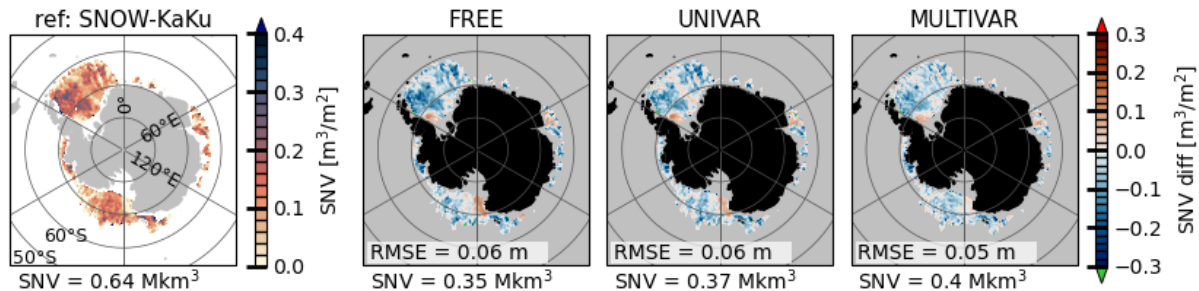 ref: SNOW-KaKu
0°
60°E
120°E
60°S
50°S
SNV = 0.64 Mkm³
0.4
0.3
0.2
0.1
0.0
SNV [m³/m²]
FREE
RMSE = 0.06 m
SNV = 0.35 Mkm³
UNIVAR
RMSE = 0.06 m
SNV = 0.37 Mkm³
MULTIVAR
RMSE = 0.05 m
SNV = 0.4 Mkm³
0.3
0.2
0.1
0.0
−0.1
−0.2
−0.3
SNV diff [m³/m²]